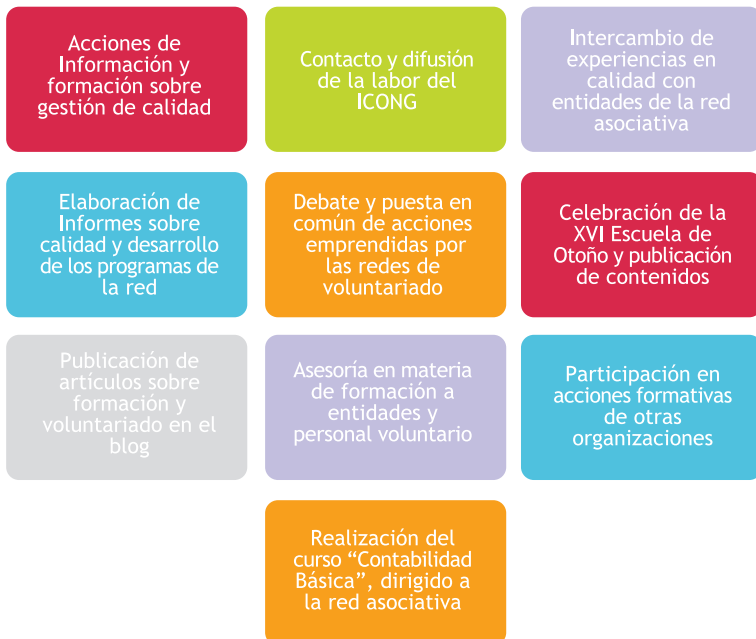 Acciones de
Información y
formación sobre
gestión de calidad
Contacto y difusión
de la labor del
ICONG
Intercambio de
experiencias en
calidad con
entidades de la red
asociativa
Elaboración de
Informes sobre
calidad y desarrollo
de los programas de
la red
Debate y puesta en
común de acciones
emprendidas por
las redes de
voluntariado
Celebración de la
XVI Escuela de
Otoño y publicación
de contenidos
Publicación de
artículos sobre
formación y
voluntariado en el
blog
Asesoría en materia
de formación a
entidades y
personal voluntario
Participación en
acciones formativas
de otras
organizaciones
Realización del
curso “Contabilidad
Básica”, dirigido a
la red asociativa